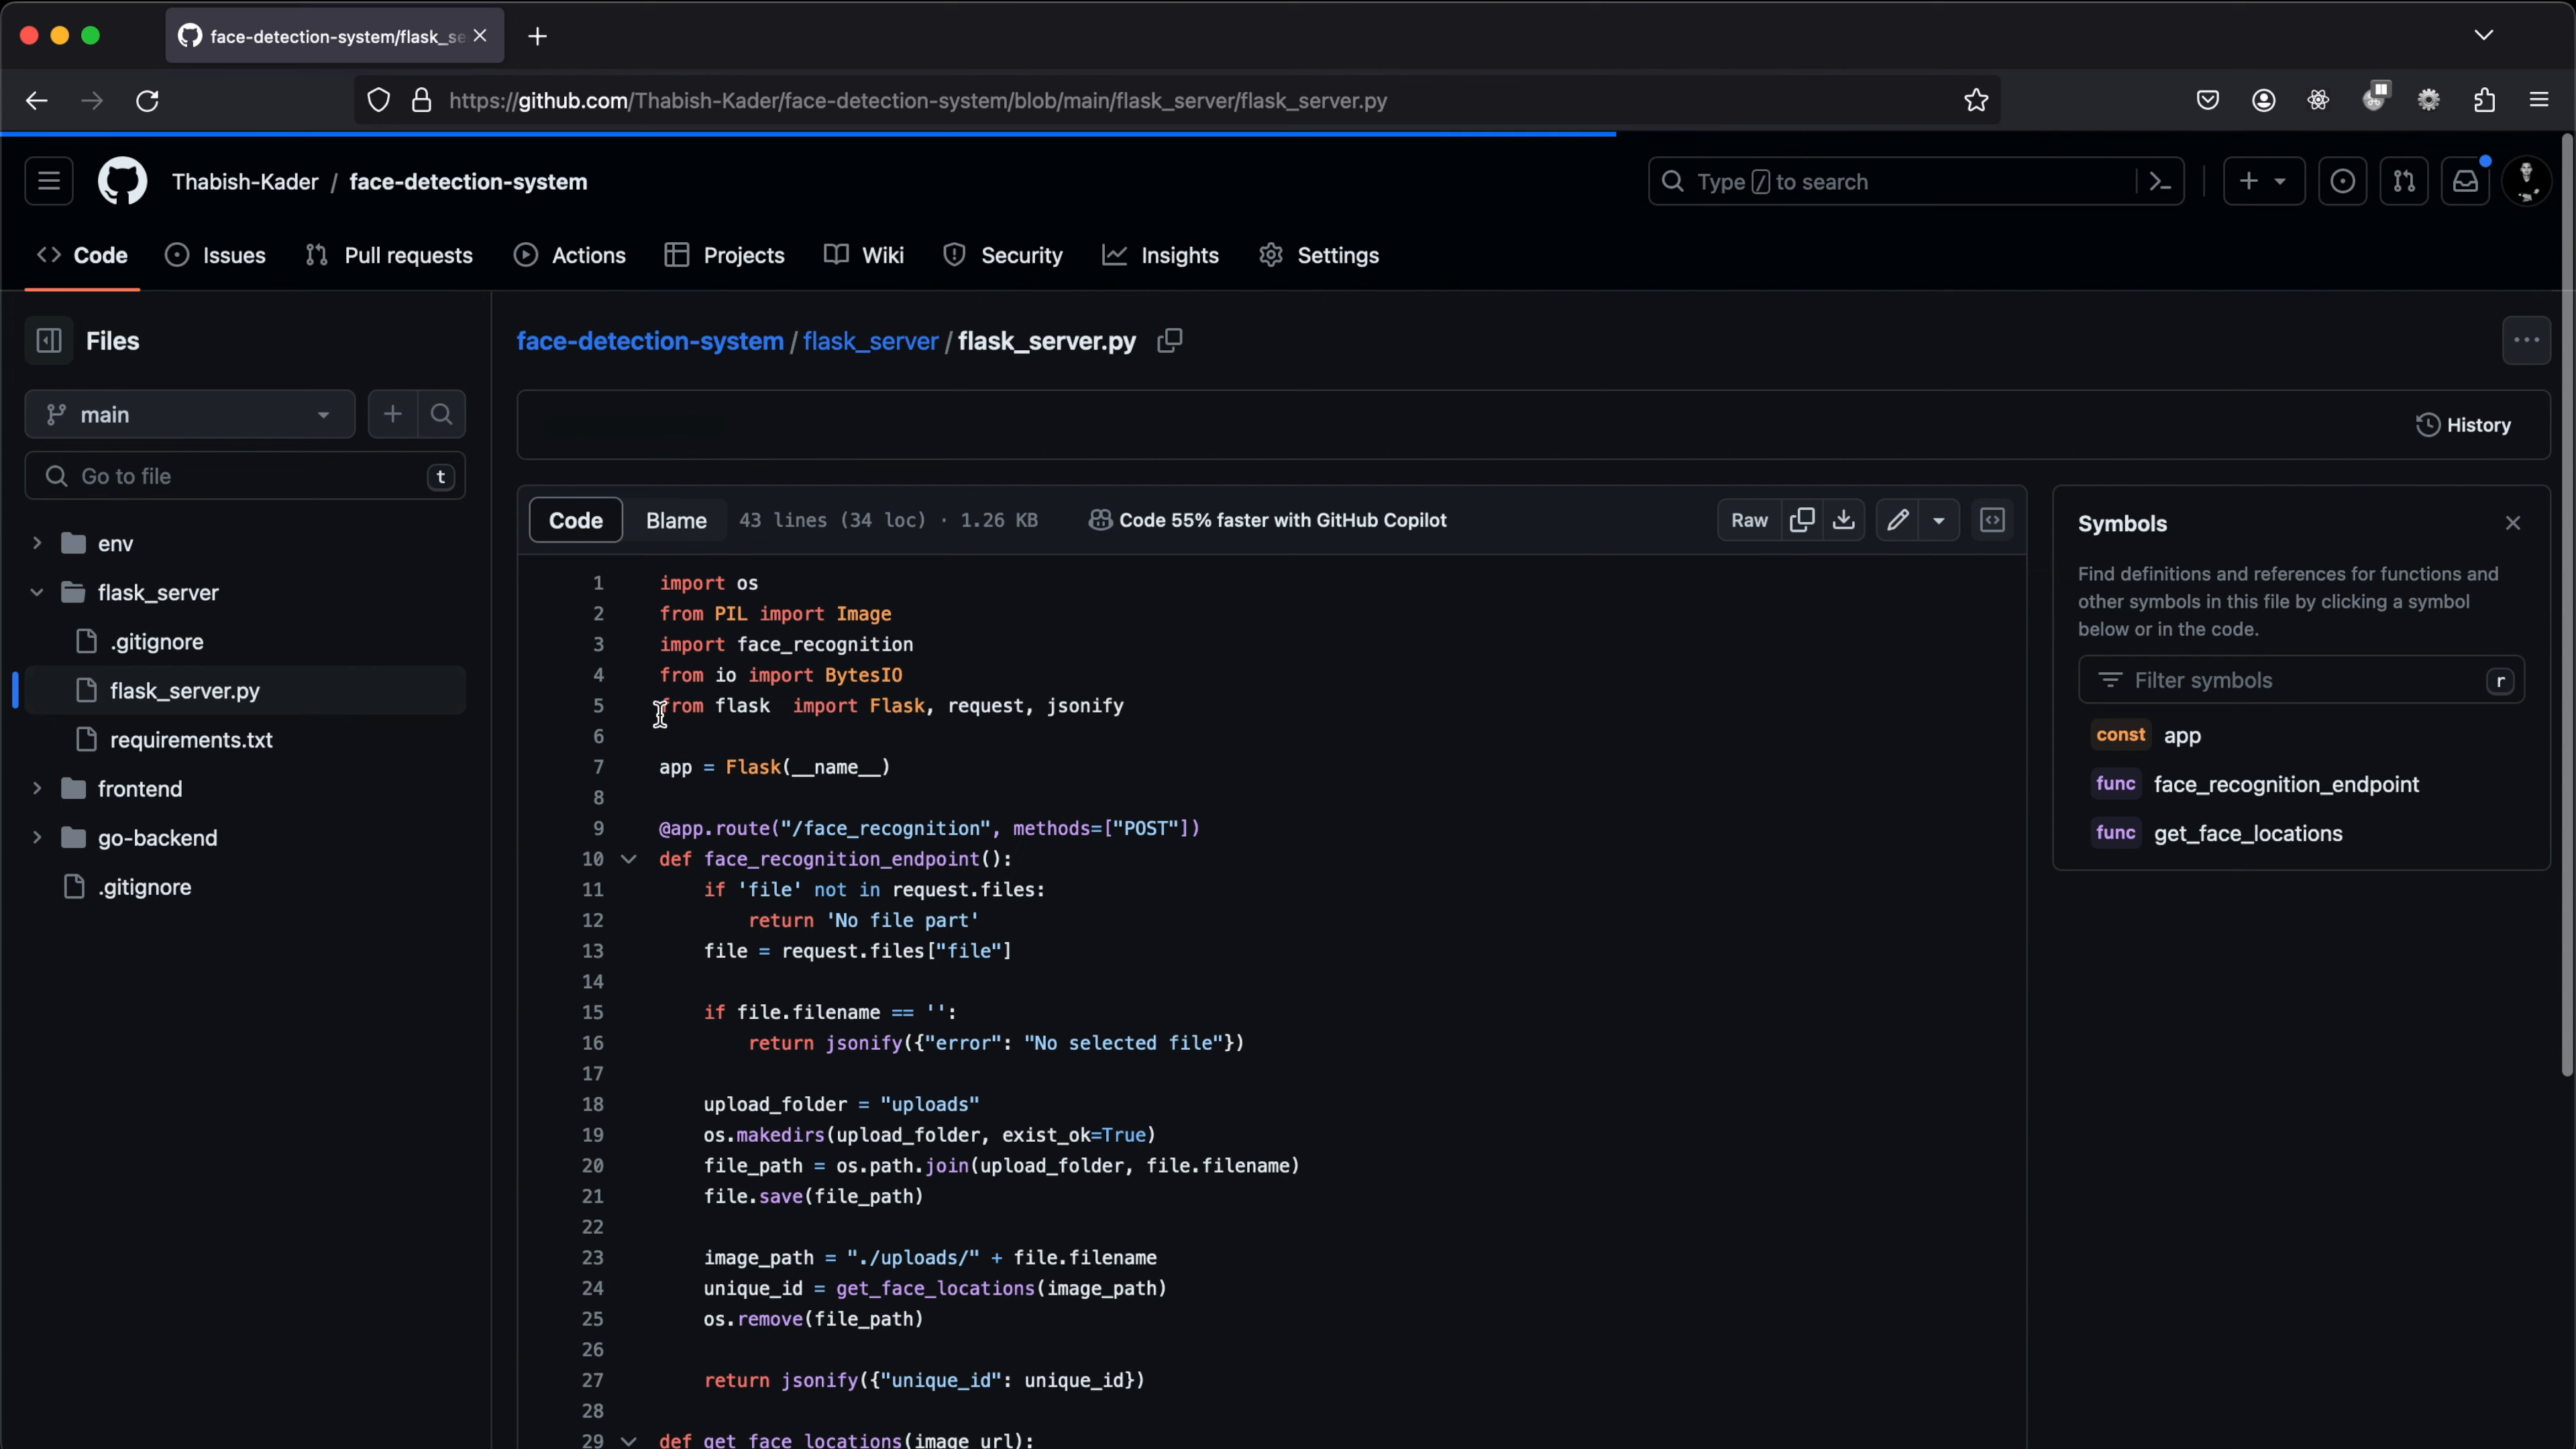 face-detection-system/flask_se
https://github.com/Thabish-Kader/face-detection-system/blob/main/flask_server/flask_server.py
Thabish-Kader / face-detection-system
Type / to search
Code Issues Pull requests Actions Projects Wiki Security Insights Settings
Files
face-detection-system / flask_server / flask_server.py
main
History
Go to file t
Code Blame 43 lines (34 loc) · 1.26 KB Code 55% faster with GitHub Copilot Raw
env
flask_server
.gitignore
flask_server.py
requirements.txt
frontend
go-backend
.gitignore
1 import os
2 from PIL import Image
3 import face_recognition
4 from io import BytesIO
5 from flask  import Flask, request, jsonify
6
7 app = Flask(__name__)
8
9 @app.route("/face_recognition", methods=["POST"])
10 def face_recognition_endpoint():
11     if 'file' not in request.files:
12         return 'No file part'
13     file = request.files["file"]
14
15     if file.filename == '':
16         return jsonify({"error": "No selected file"})
17
18     upload_folder = "uploads"
19     os.makedirs(upload_folder, exist_ok=True)
20     file_path = os.path.join(upload_folder, file.filename)
21     file.save(file_path)
22
23     image_path = "./uploads/" + file.filename
24     unique_id = get_face_locations(image_path)
25     os.remove(file_path)
26
27     return jsonify({"unique_id": unique_id})
28
29 def get_face_locations(image_url):
Symbols
Find definitions and references for functions and
other symbols in this file by clicking a symbol
below or in the code.
Filter symbols r
const app
func face_recognition_endpoint
func get_face_locations